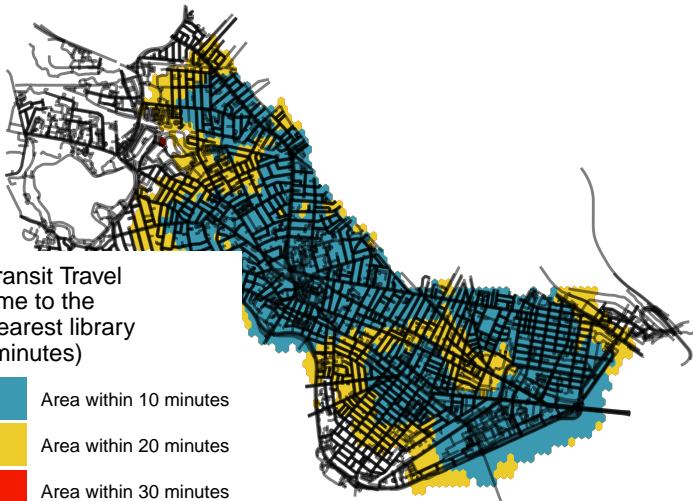 ransit Travel
me to the
earest library
minutes)
Area within 10 minutes
Area within 20 minutes
Area within 30 minutes